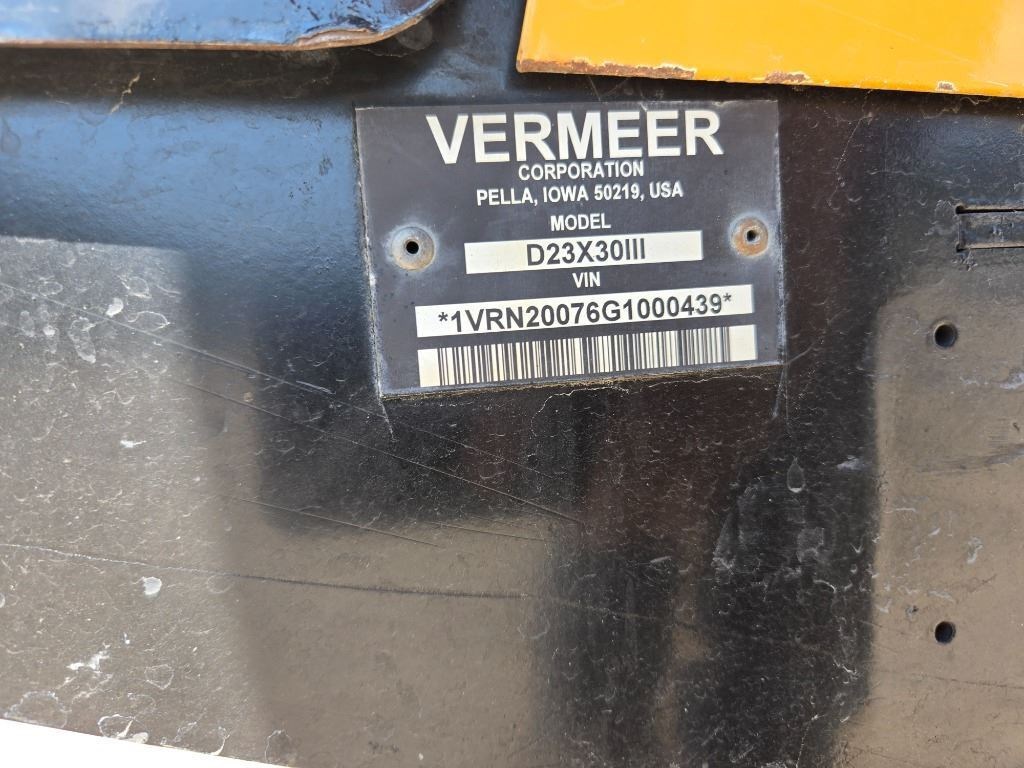 VERMEER
CORPORATION
PELLA, IOWA 50219, USA
MODEL
D23X30III
VIN
*1VRN20076G1000439*